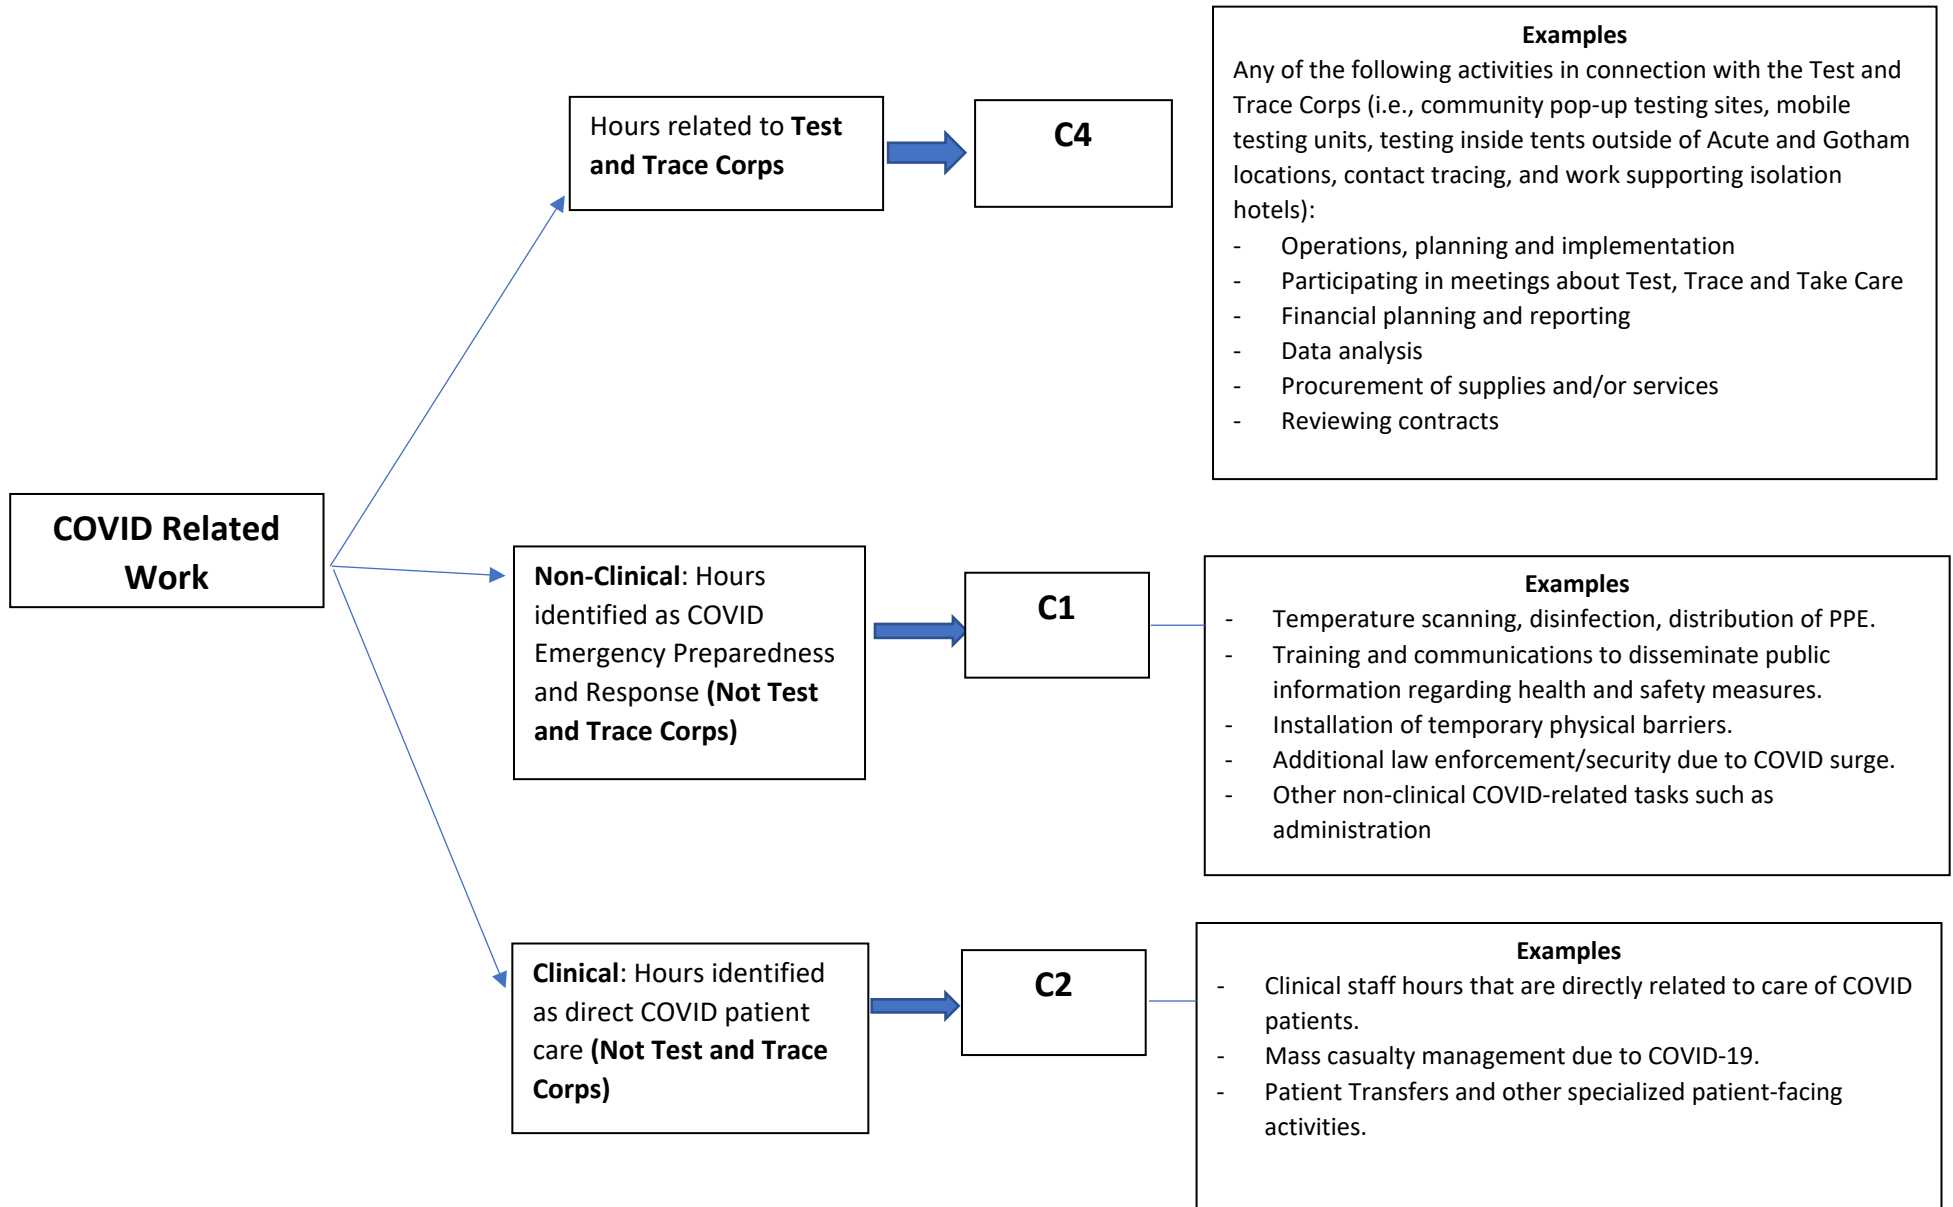 COVID Related
Work
Hours related to Test
and Trace Corps
C4
Examples
Any of the following activities in connection with the Test and
Trace Corps (i.e., community pop-up testing sites, mobile
testing units, testing inside tents outside of Acute and Gotham
locations, contact tracing, and work supporting isolation
hotels):
- Operations, planning and implementation
- Participating in meetings about Test, Trace and Take Care
- Financial planning and reporting
- Data analysis
- Procurement of supplies and/or services
- Reviewing contracts
Non-Clinical: Hours
identified as COVID
Emergency Preparedness
and Response (Not Test
and Trace Corps)
C1
Examples
- Temperature scanning, disinfection, distribution of PPE.
- Training and communications to disseminate public
information regarding health and safety measures.
- Installation of temporary physical barriers.
- Additional law enforcement/security due to COVID surge.
- Other non-clinical COVID-related tasks such as
administration
Clinical: Hours identified
as direct COVID patient
care (Not Test and Trace
Corps)
C2
Examples
- Clinical staff hours that are directly related to care of COVID
patients.
- Mass casualty management due to COVID-19.
- Patient Transfers and other specialized patient-facing
activities.